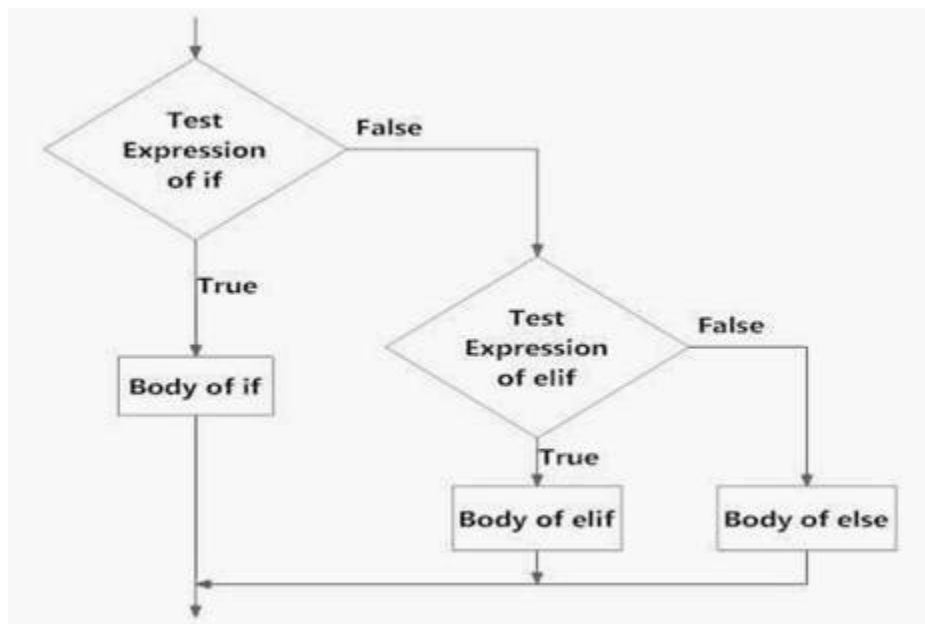 Test
Expression
of if
False
True
Body of if
Test
Expression
of elif
False
True
Body of elif
Body of else